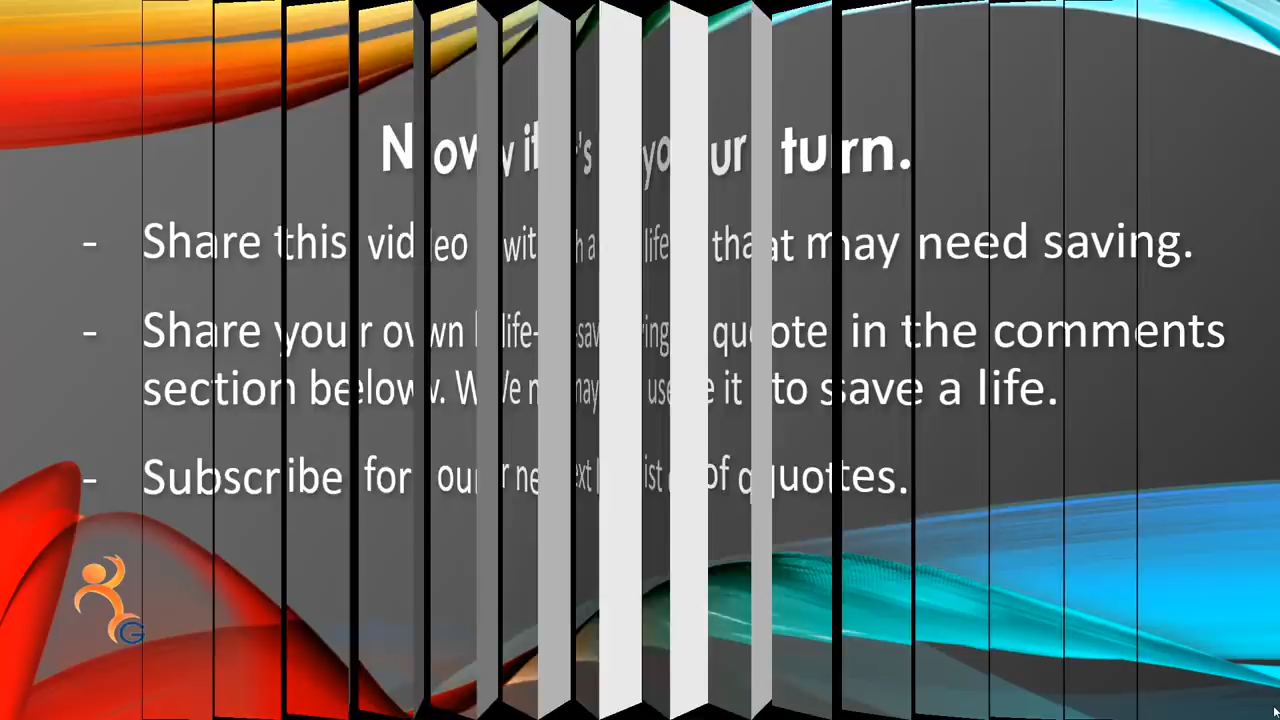 Now it's your turn.
- Share this video with a life that may need saving.
- Share your own life-saving quote in the comments
section below. We may use it to save a life.
- Subscribe for our next list of quotes.
G